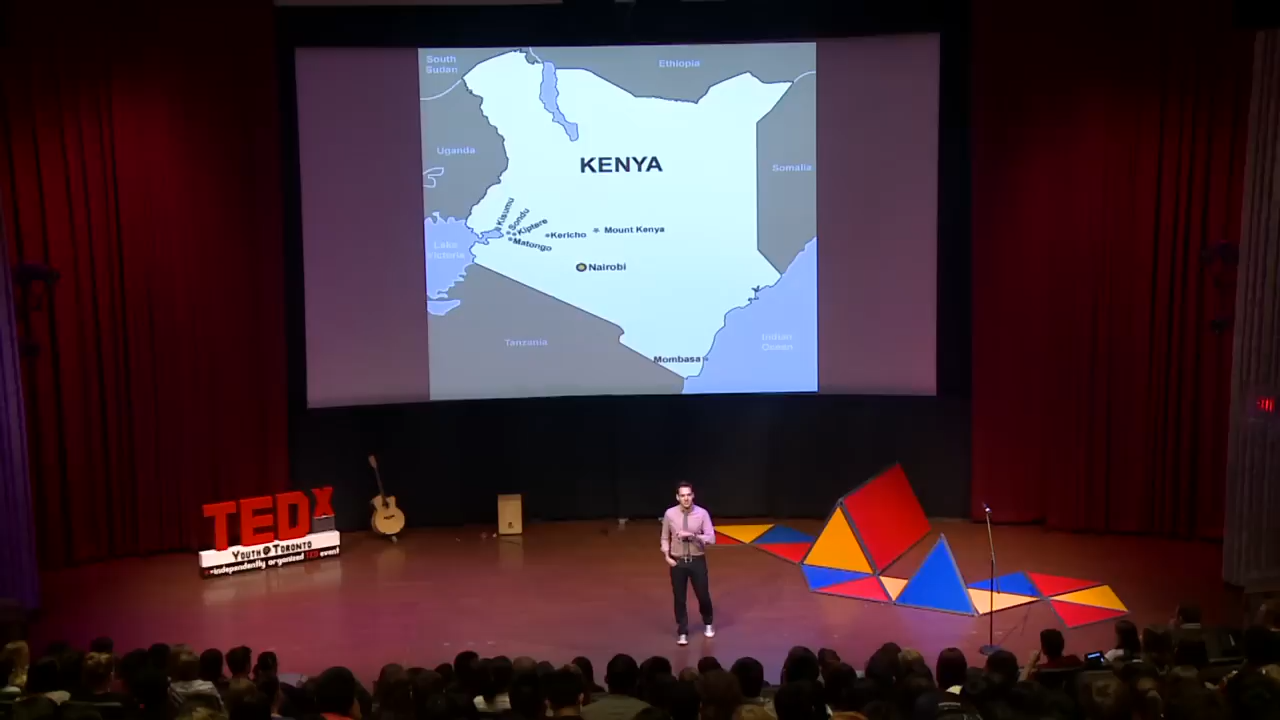 South
Sudan
Ethiopia
Uganda
KENYA
Somalia
Kisumu
Sondu
Kiptere
Matongo
Kericho
Mount Kenya
Lake
Victoria
Nairobi
Tanzania
Indian
Ocean
Mombasa
TEDx
YOUTH@TORONTO
x=independently organized TED event